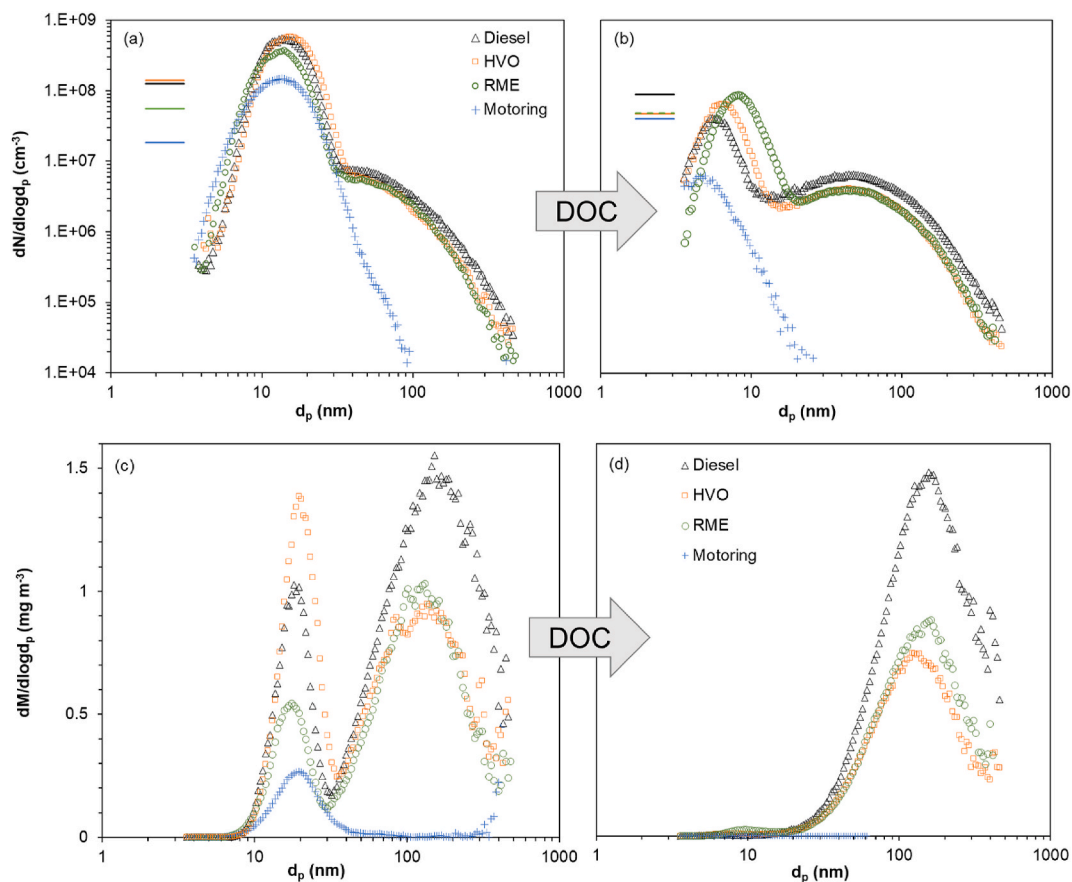 (a)
Diesel
HVO
RME
Motoring
1.E+09
1.E+08
1.E+07
1.E+06
1.E+05
1.E+04
dN/dlogdp (cm-3)
1 10 100 1000
dp (nm)
DOC
(b)
1 10 100 1000
dp (nm)
(c)
1.5
1
0.5
0
dM/dlogdp (mg m-3)
1 10 100 1000
dp (nm)
DOC
(d)
Diesel
HVO
RME
Motoring
1 10 100 1000
dp (nm)